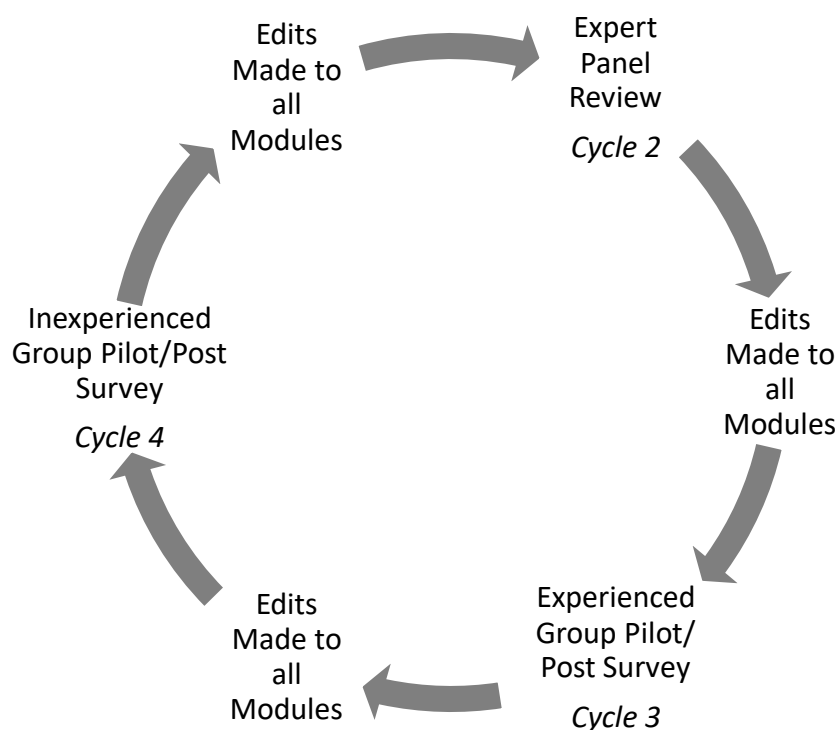 Edits
Made to
all
Modules
Expert
Panel
Review
Cycle 2
Edits
Made to
all
Modules
Experienced
Group Pilot/
Post Survey
Cycle 3
Edits
Made to
all
Modules
Inexperienced
Group Pilot/Post
Survey
Cycle 4